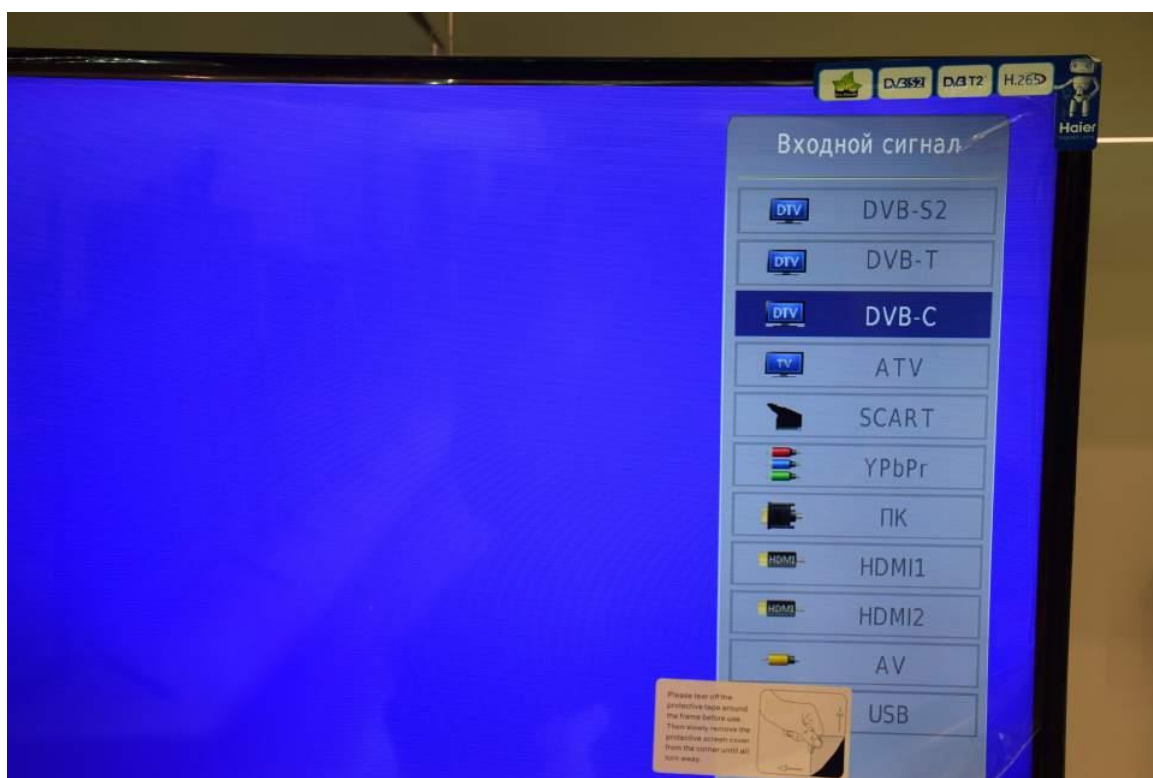 DVB S2
DVB T2
H.265
Haier
Входной сигнал
DTV DVB-S2
DTV DVB-T
DTV DVB-C
TV ATV
SCART
YPbPr
ПК
HDMI HDMI1
HDMI HDMI2
AV
USB
Please tear off the
protective tape around
the frame before use.
Then slowly remove the
protective screen cover
from the corner until all
turn away.